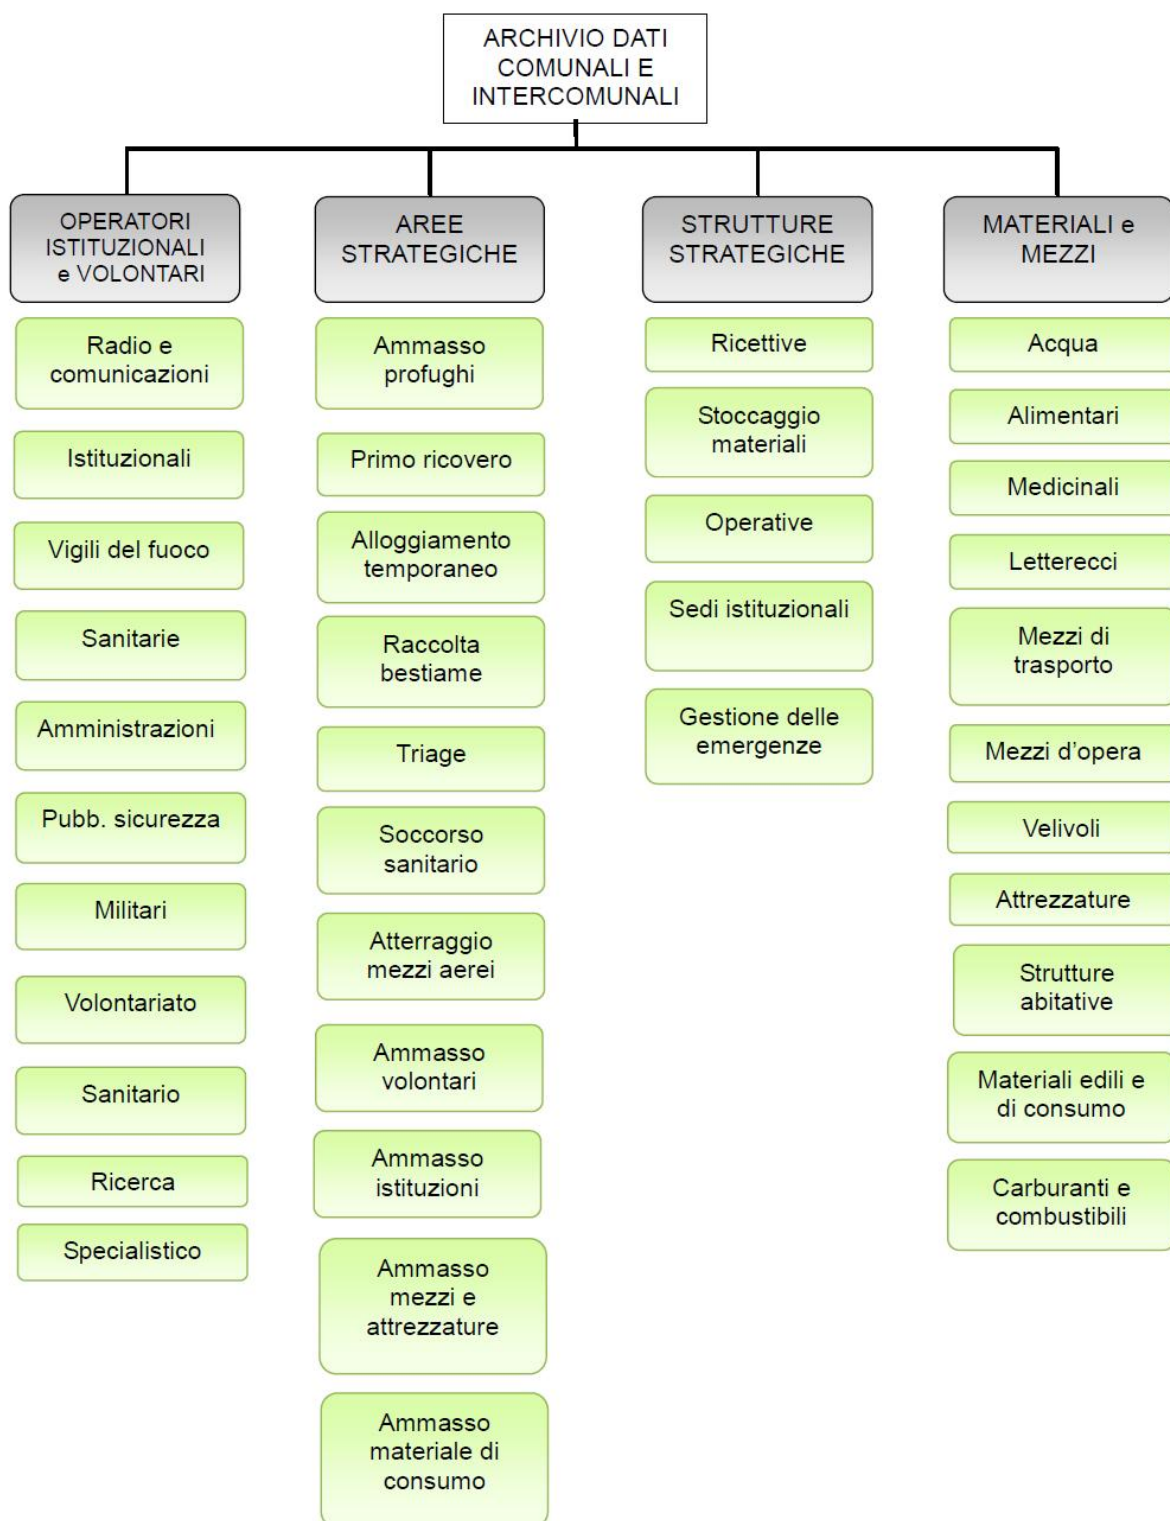 ARCHIVIO DATI
COMUNALI E
INTERCOMUNALI
OPERATORI
ISTITUZIONALI
e VOLONTARI
Radio e
comunicazioni
Istituzionali
Vigili del fuoco
Sanitarie
Amministrazioni
Pubb. sicurezza
Militari
Volontariato
Sanitario
Ricerca
Specialistico
AREE
STRATEGICHE
Ammasso
profughi
Primo ricovero
Alloggiamento
temporaneo
Raccolta
bestiame
Triage
Soccorso
sanitario
Atterraggio
mezzi aerei
Ammasso
volontari
Ammasso
istituzioni
Ammasso
mezzi e
attrezzature
Ammasso
materiale di
consumo
STRUTTURE
STRATEGICHE
Ricettive
Stoccaggio
materiali
Operative
Sedi istituzionali
Gestione delle
emergenze
MATERIALI e
MEZZI
Acqua
Alimentari
Medicinali
Letterecci
Mezzi di
trasporto
Mezzi d'opera
Velivoli
Attrezzature
Strutture
abitative
Materiali edili e
di consumo
Carburanti e
combustibili